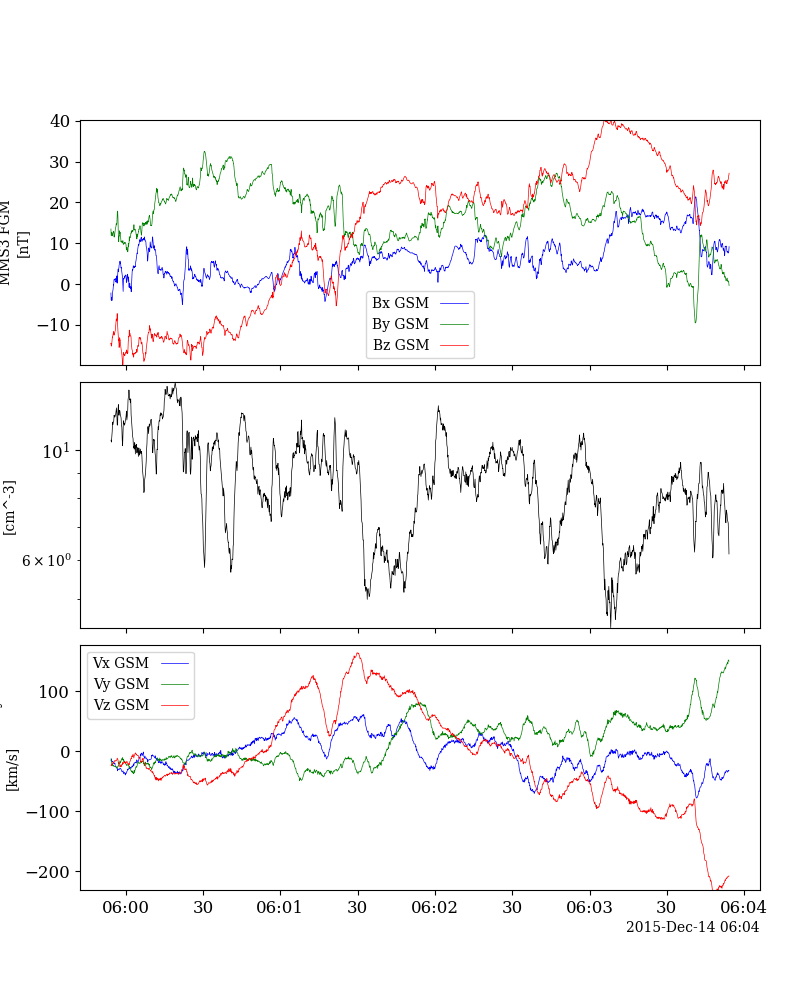 40
30
20
10
0
−10
MMS3 FGM
[nT]
Bx GSM
By GSM
Bz GSM
10¹
6 × 10⁰
[cm^-3]
Vx GSM
Vy GSM
Vz GSM
100
0
−100
−200
[km/s]
06:00 30 06:01 30 06:02 30 06:03 30 06:04
2015-Dec-14 06:04